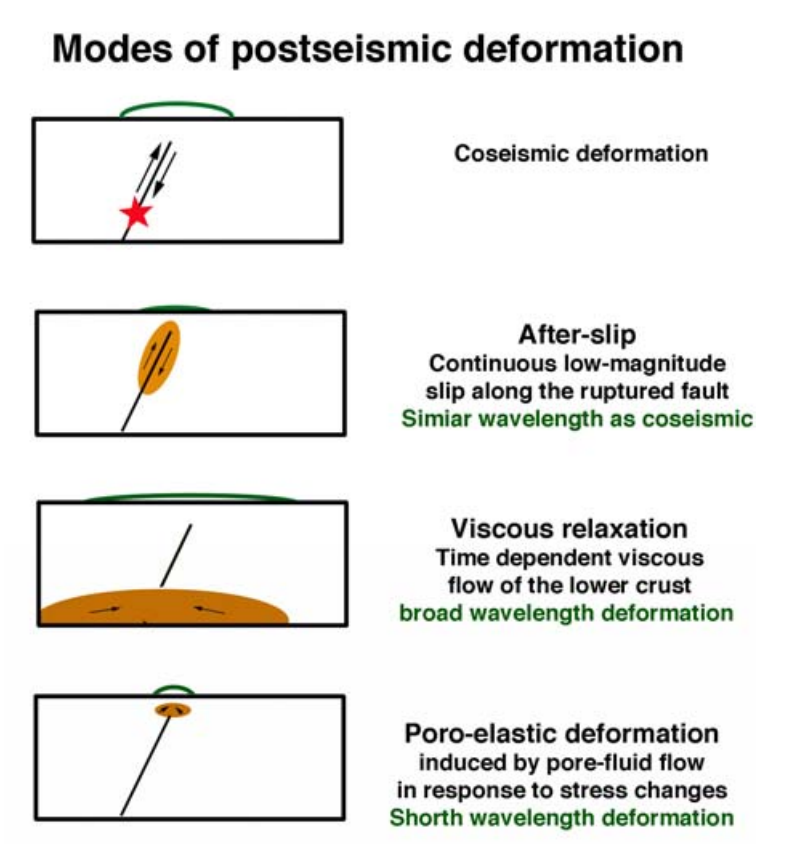 Modes of postseismic deformation
Coseismic deformation
After-slip
Continuous low-magnitude
slip along the ruptured fault
Simiar wavelength as coseismic
Viscous relaxation
Time dependent viscous
flow of the lower crust
broad wavelength deformation
Poro-elastic deformation
induced by pore-fluid flow
in response to stress changes
Shorth wavelength deformation